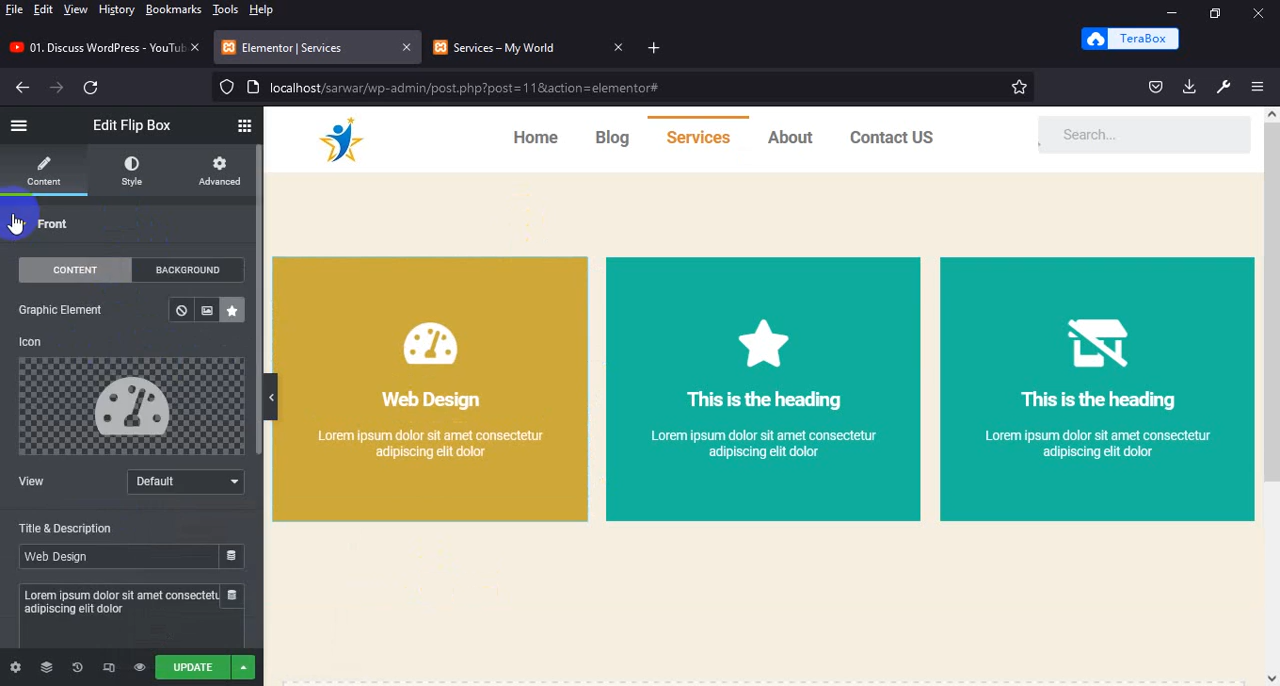 File Edit View History Bookmarks Tools Help
01. Discuss WordPress - YouTub
Elementor | Services
Services – My World
TeraBox
localhost/sarwar/wp-admin/post.php?post=11&action=elementor#
Edit Flip Box
Content Style Advanced
Front
CONTENT BACKGROUND
Graphic Element
Icon
View Default
Title & Description
Web Design
Lorem ipsum dolor sit amet consectetu
adipiscing elit dolor
UPDATE
Home Blog Services About Contact US
Search...
Web Design
Lorem ipsum dolor sit amet consectetur
adipiscing elit dolor
This is the heading
Lorem ipsum dolor sit amet consectetur
adipiscing elit dolor
This is the heading
Lorem ipsum dolor sit amet consectetur
adipiscing elit dolor